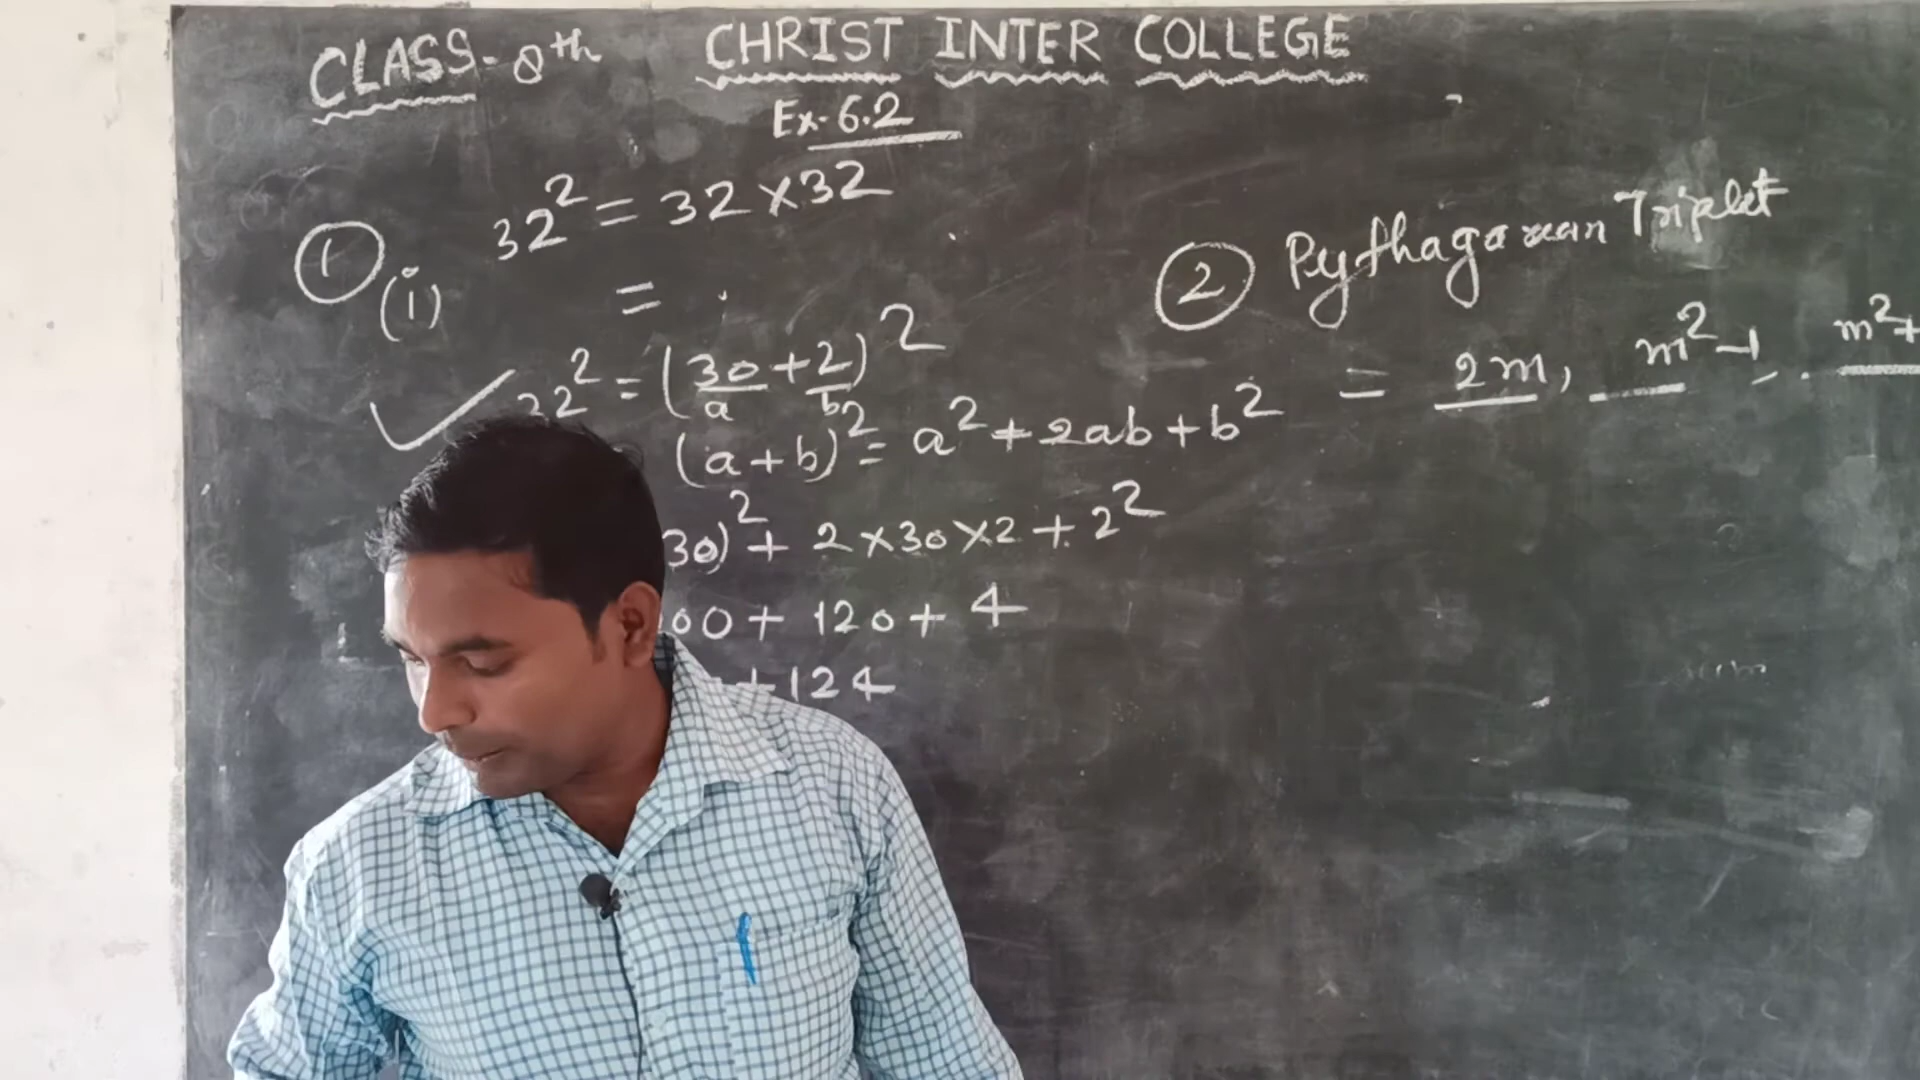 CLASS-8th CHRIST INTER COLLEGE
Ex-6.2
① (i) 32² = 32 × 32
=
32² = (30 + 2)²
a b
(a + b)² = a² + 2ab + b²
30)² + 2 × 30 × 2 + 2²
00 + 120 + 4
+ 124
② Pythagorean Triplet
= 2m, m² - 1, m² +